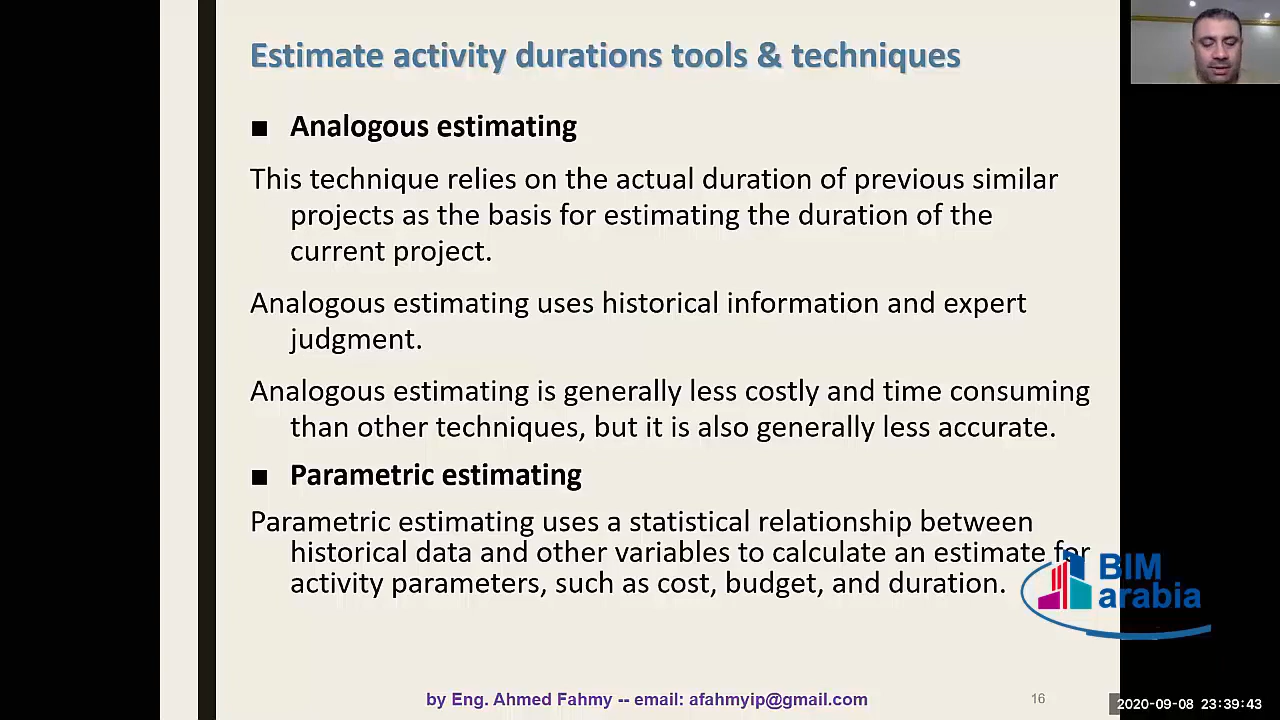 Estimate activity durations tools & techniques
■ Analogous estimating
This technique relies on the actual duration of previous similar
projects as the basis for estimating the duration of the
current project.
Analogous estimating uses historical information and expert
judgment.
Analogous estimating is generally less costly and time consuming
than other techniques, but it is also generally less accurate.
■ Parametric estimating
Parametric estimating uses a statistical relationship between
historical data and other variables to calculate an estimate for
activity parameters, such as cost, budget, and duration.
BIM
arabia
by Eng. Ahmed Fahmy -- email: afahmyip@gmail.com
16
2020-09-08 23:39:43